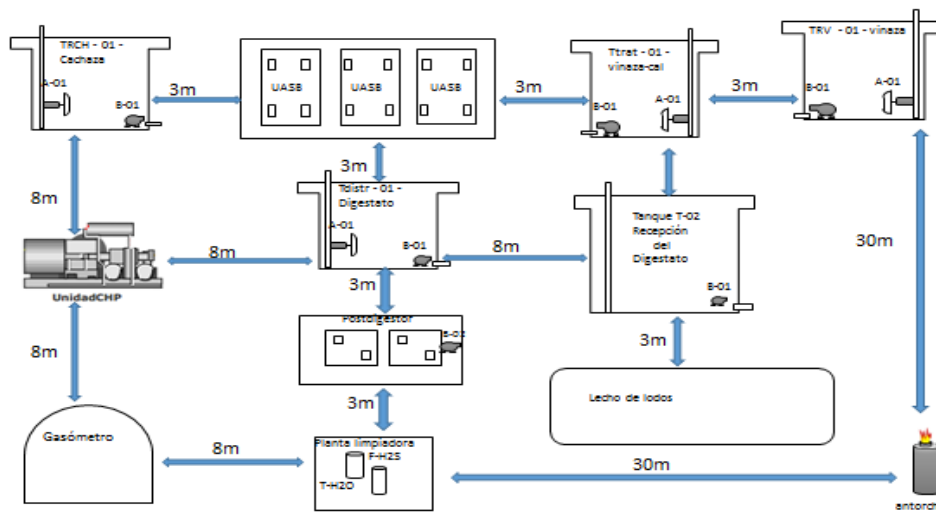 TRCH - 01 -
Cachaza
A-01
B-01
3m
UASB
UASB
UASB
3m
Ttrat - 01 -
vinaza-cal
B-01
A-01
3m
TRV - 01 - vinaza
A-01
B-01
8m
3m
Tdistr - 01 -
Digestato
A-01
B-01
8m
8m
Tanque T-02
Recepción
del
Digestato
B-01
30m
UnidadCHP
3m
Postdigestor
B-02
8m
3m
3m
Lecho de lodos
Gasómetro
8m
Planta limpiadora
F-H2S
T-H2O
30m
antorch